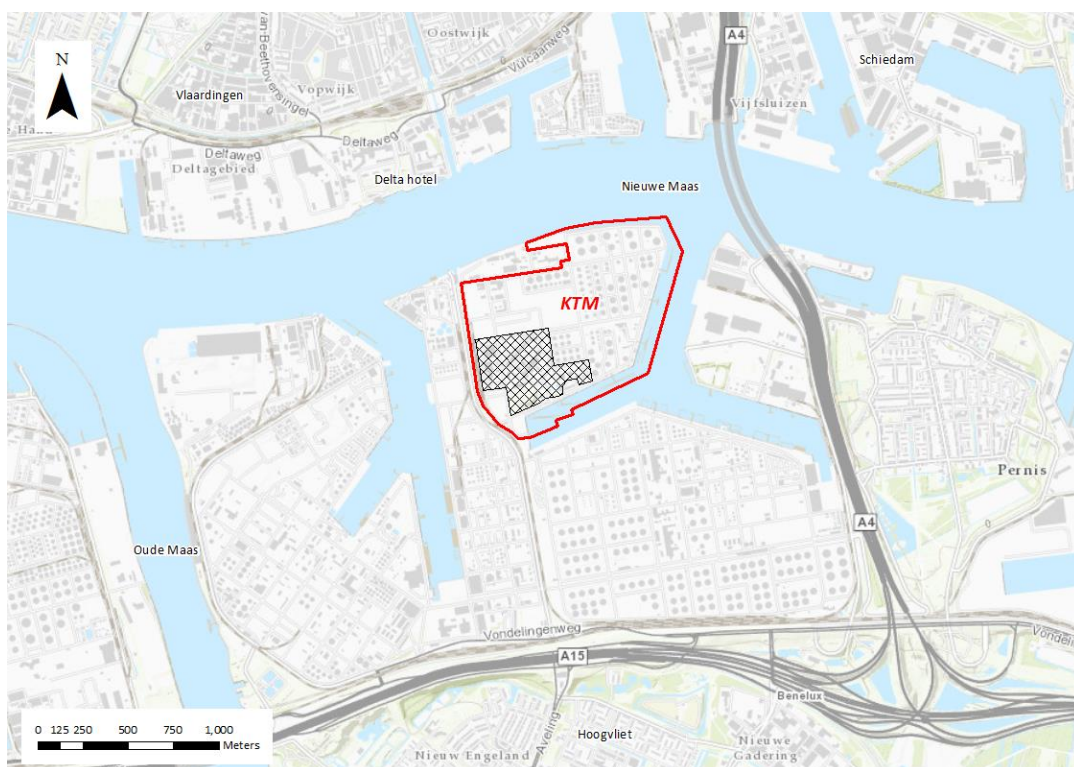 Oostwijk
A4
Schiedam
N
van-Beethovensingel
Vulcaanweg
Vlaardingen
Vopwijk
Vijfsluizen
Deltaweg
Deltaweg
Deltagebied
Delta hotel
Nieuwe Maas
KTM
Pernis
A4
Oude Maas
Vondelingenweg
A15
Benelux
0 125 250 500 750 1,000
Meters
Aveling
Hoogvliet
Nieuw Engeland
Nieuwe
Gadering